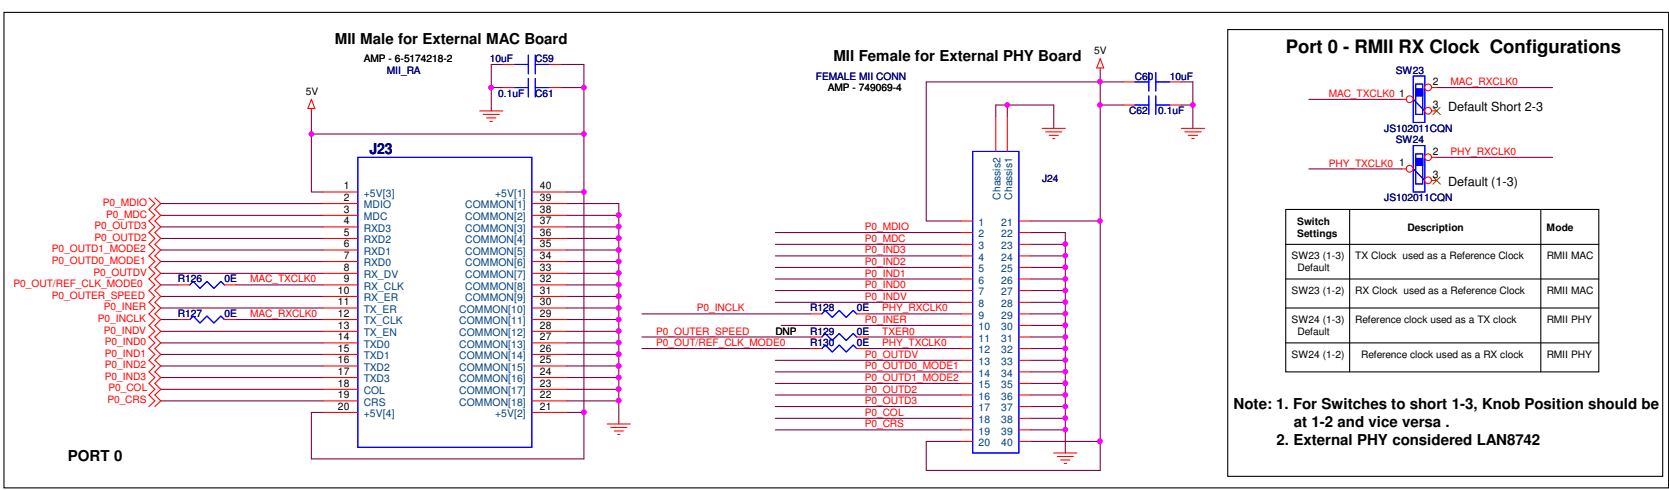 MII Male for External MAC Board
AMP - 6-5174218-2
MII_RA
10uF C59
0.1uF C61
5V
J23
1 +5V[3]
2 MDIO
3 MDC
4 RXD3
5 RXD2
6 RXD1
7 RXD0
8 RX_DV
9 RX_CLK
10 RX_ER
11 TX_ER
12 TX_CLK
13 TX_EN
14 TXD0
15 TXD1
16 TXD2
17 TXD3
18 COL
19 CRS
20 +5V[4]
+5V[1] 40
COMMON[1] 39
COMMON[2] 38
COMMON[3] 37
COMMON[4] 36
COMMON[5] 35
COMMON[6] 34
COMMON[7] 33
COMMON[8] 32
COMMON[9] 31
COMMON[10] 30
COMMON[11] 29
COMMON[12] 28
COMMON[13] 27
COMMON[14] 26
COMMON[15] 25
COMMON[16] 24
COMMON[17] 23
COMMON[18] 22
+5V[2] 21
P0_MDIO
P0_MDC
P0_OUTD3
P0_OUTD2
P0_OUTD1_MODE2
P0_OUTD0_MODE1
P0_OUTDV
P0_OUT/REF_CLK_MODE0 R126 0E MAC_TXCLK0
P0_OUTER_SPEED
P0_INER
P0_INCLK R127 0E MAC_RXCLK0
P0_INDV
P0_IND0
P0_IND1
P0_IND2
P0_IND3
P0_COL
P0_CRS
PORT 0
MII Female for External PHY Board
FEMALE MII CONN
AMP - 749069-4
5V
C60 10uF
C62 0.1uF
Chassis2
Chassis1
J24
1 21
P0_MDIO 2 22
P0_MDC 3 23
P0_IND3 4 24
P0_IND2 5 25
P0_IND1 6 26
P0_IND0 7 27
P0_INDV 8 28
P0_INCLK R128 0E PHY_RXCLK0 9 29
P0_INER 10 30
P0_OUTER_SPEED DNP R129 0E TXER0 11 31
P0_OUT/REF_CLK_MODE0 R130 0E PHY_TXCLK0 12 32
P0_OUTDV 13 33
P0_OUTD0_MODE1 14 34
P0_OUTD1_MODE2 15 35
P0_OUTD2 16 36
P0_OUTD3 17 37
P0_COL 18 38
P0_CRS 19 39
20 40
Port 0 - RMII RX Clock Configurations
SW23
2 MAC_RXCLK0
MAC_TXCLK0 1
3 Default Short 2-3
JS102011CQN
SW24
2 PHY_RXCLK0
PHY_TXCLK0 1
3 Default (1-3)
JS102011CQN
Switch Settings Description Mode
SW23 (1-3) Default TX Clock used as a Reference Clock RMII MAC
SW23 (1-2) RX Clock used as a Reference Clock RMII MAC
SW24 (1-3) Default Reference clock used as a TX clock RMII PHY
SW24 (1-2) Reference clock used as a RX clock RMII PHY
Note: 1. For Switches to short 1-3, Knob Position should be
at 1-2 and vice versa .
2. External PHY considered LAN8742